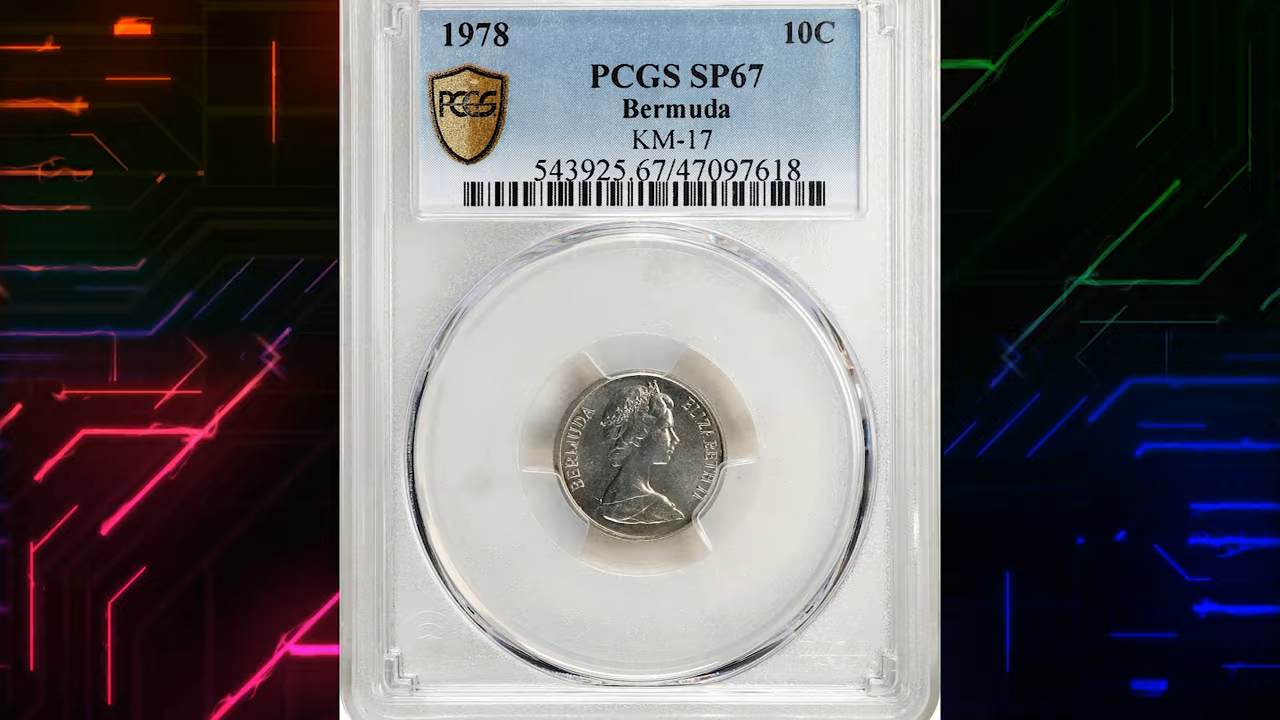 1978 10C
PCGS SP67
PCGS
Bermuda
KM-17
543925.67/47097618
BERMUDA
ELIZABETH II